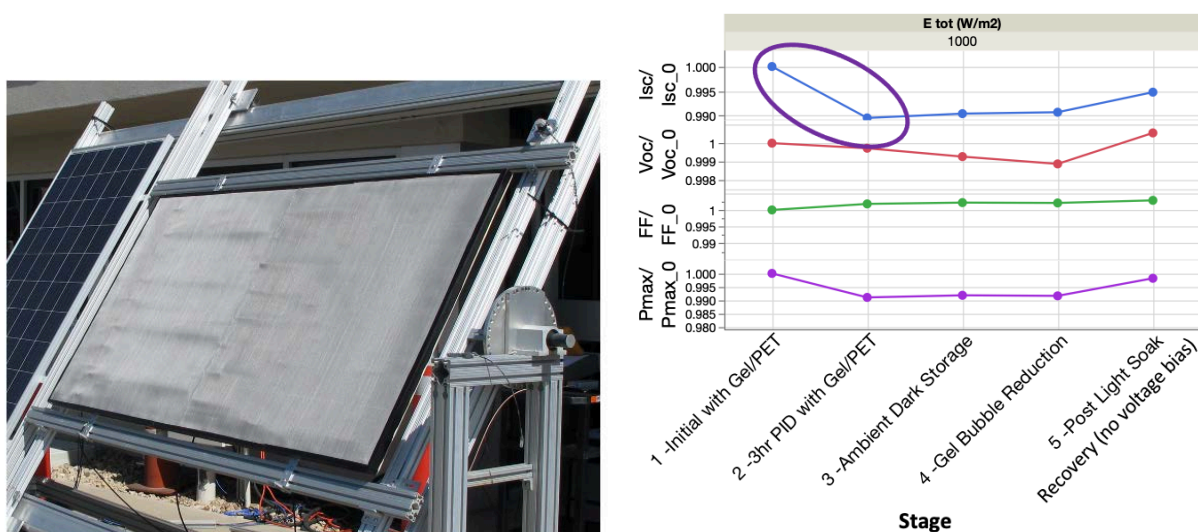 E tot (W/m2)
1000
Isc/
Isc_0
1.000
0.995
0.990
Voc/
Voc_0
1
0.999
0.998
FF/
FF_0
1
0.995
0.99
Pmax/
Pmax_0
1.000
0.995
0.990
0.985
0.980
1 -Initial with Gel/PET
2 -3hr PID with Gel/PET
3 -Ambient Dark Storage
4 -Gel Bubble Reduction
5 -Post Light Soak
Recovery (no voltage bias)
Stage